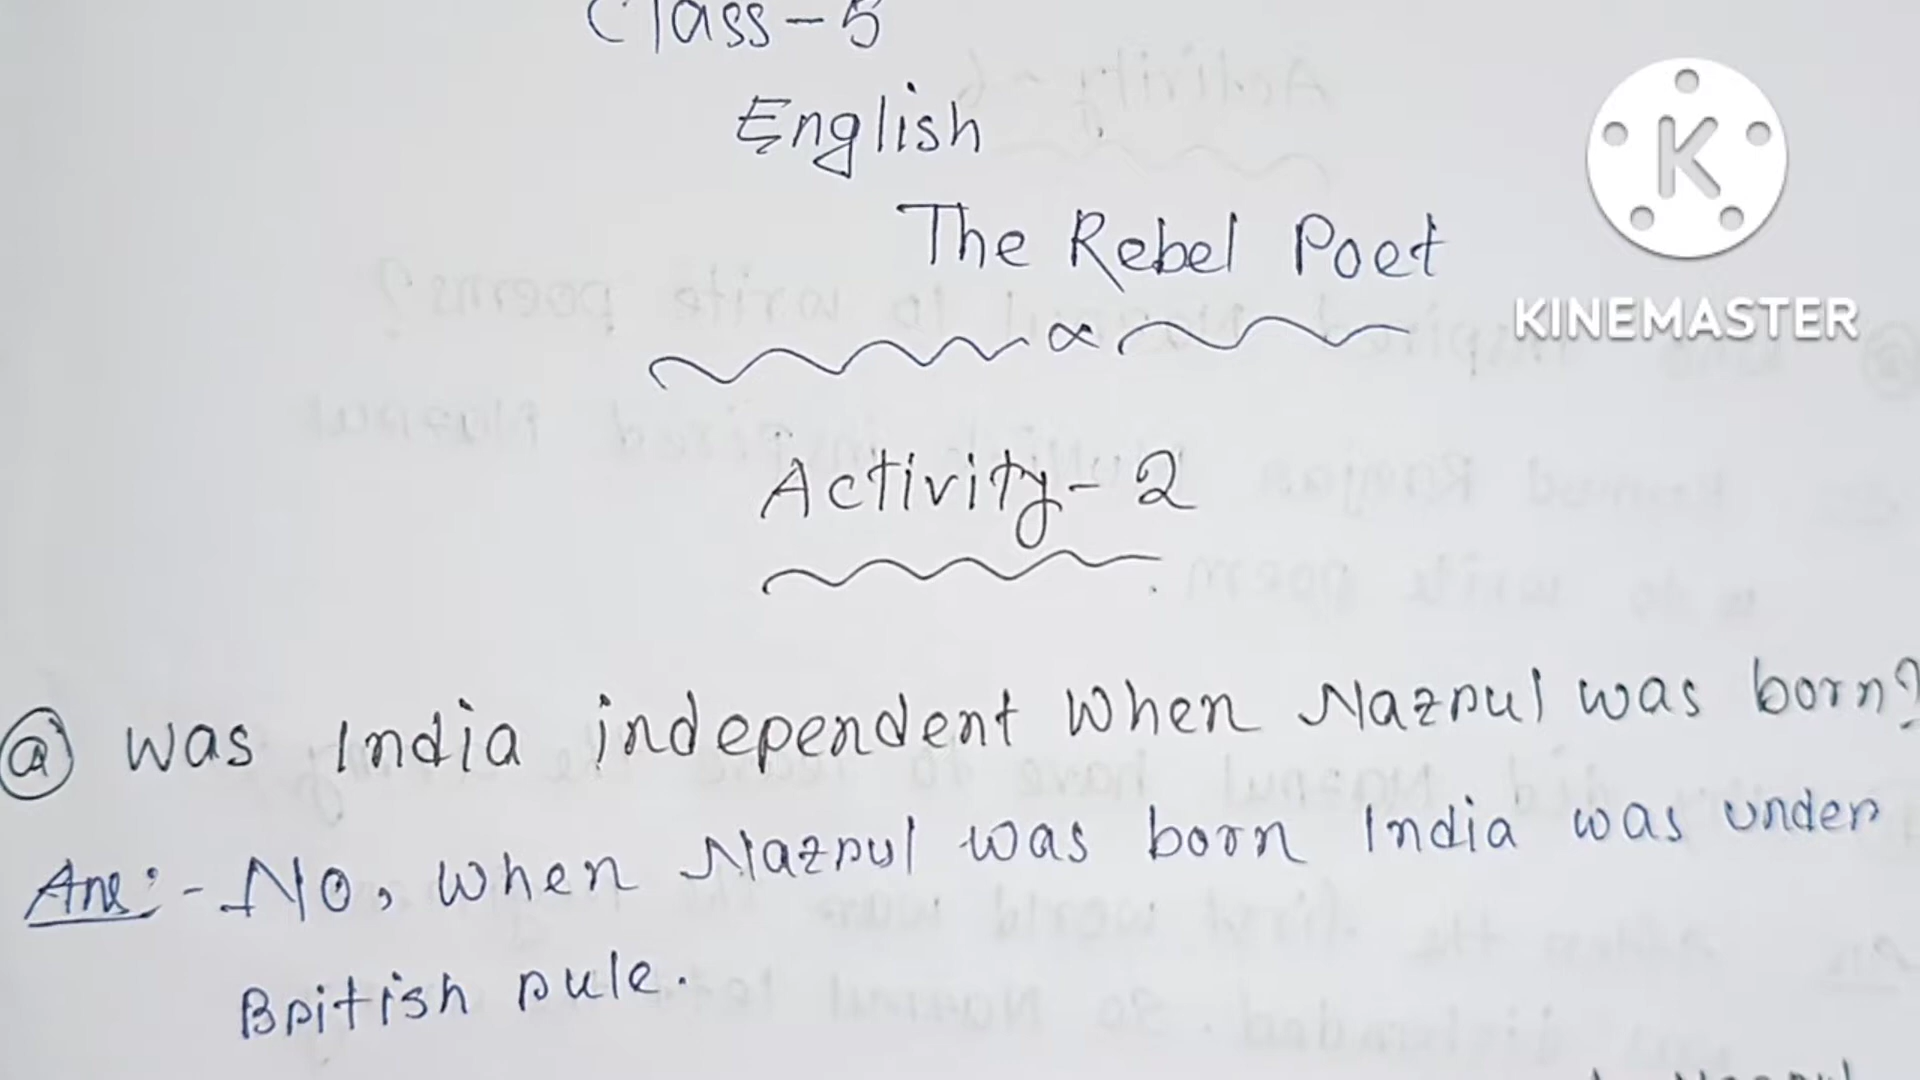 Class-5
English
The Rebel Poet
Activity-2
KINEMASTER
(a) Was India independent when Nazrul was born?
Ans:- No, when Nazrul was born India was under
British rule.